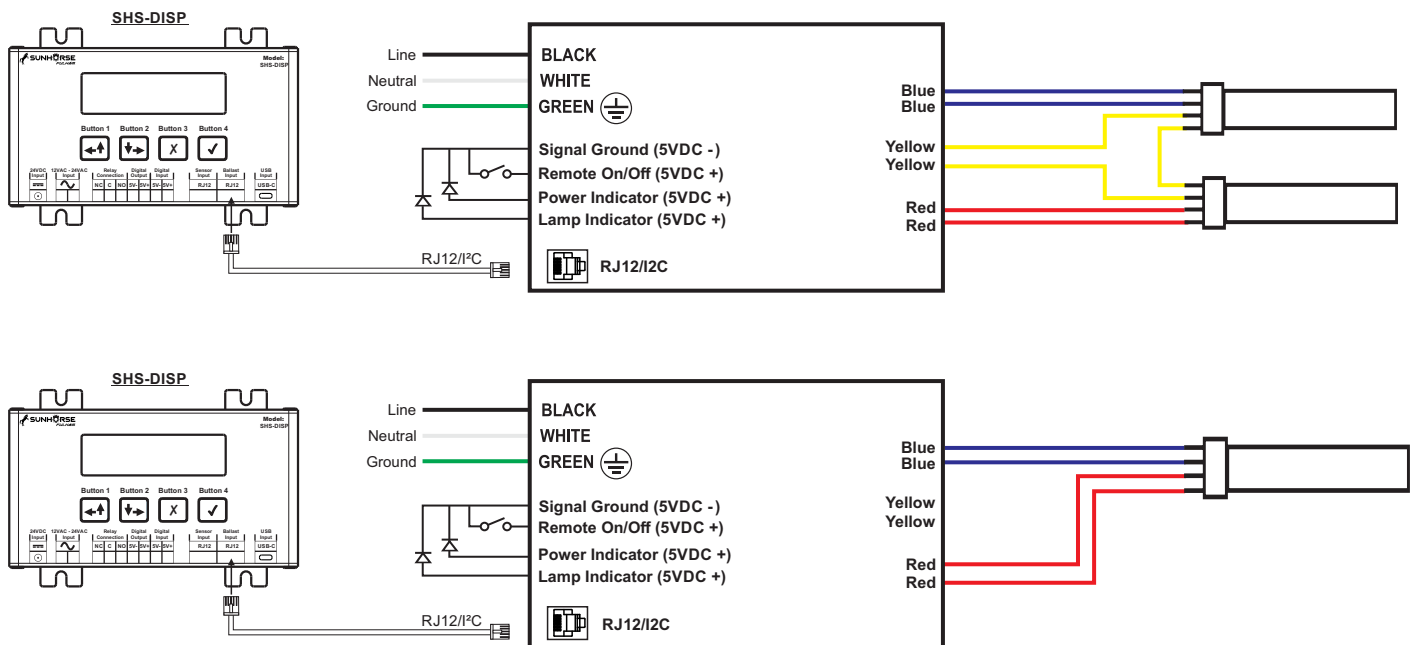 SHS-DISP
SUNHORSE
Model:
SHS-DISP
Button 1 Button 2 Button 3 Button 4
24VDC Input 12VAC - 24VAC Input Relay Connection Digital Output Digital Input Sensor Input Ballast Input USB Input
NC C NO 5V- 5V+ 5V- 5V+ RJ12 RJ12 USB-C
RJ12/I²C
Line
Neutral
Ground
BLACK
WHITE
GREEN
Signal Ground (5VDC -)
Remote On/Off (5VDC +)
Power Indicator (5VDC +)
Lamp Indicator (5VDC +)
RJ12/I2C
Blue
Blue
Yellow
Yellow
Red
Red
SHS-DISP
SUNHORSE
Model:
SHS-DISP
Button 1 Button 2 Button 3 Button 4
24VDC Input 12VAC - 24VAC Input Relay Connection Digital Output Digital Input Sensor Input Ballast Input USB Input
NC C NO 5V- 5V+ 5V- 5V+ RJ12 RJ12 USB-C
RJ12/I²C
Line
Neutral
Ground
BLACK
WHITE
GREEN
Signal Ground (5VDC -)
Remote On/Off (5VDC +)
Power Indicator (5VDC +)
Lamp Indicator (5VDC +)
RJ12/I2C
Blue
Blue
Yellow
Yellow
Red
Red